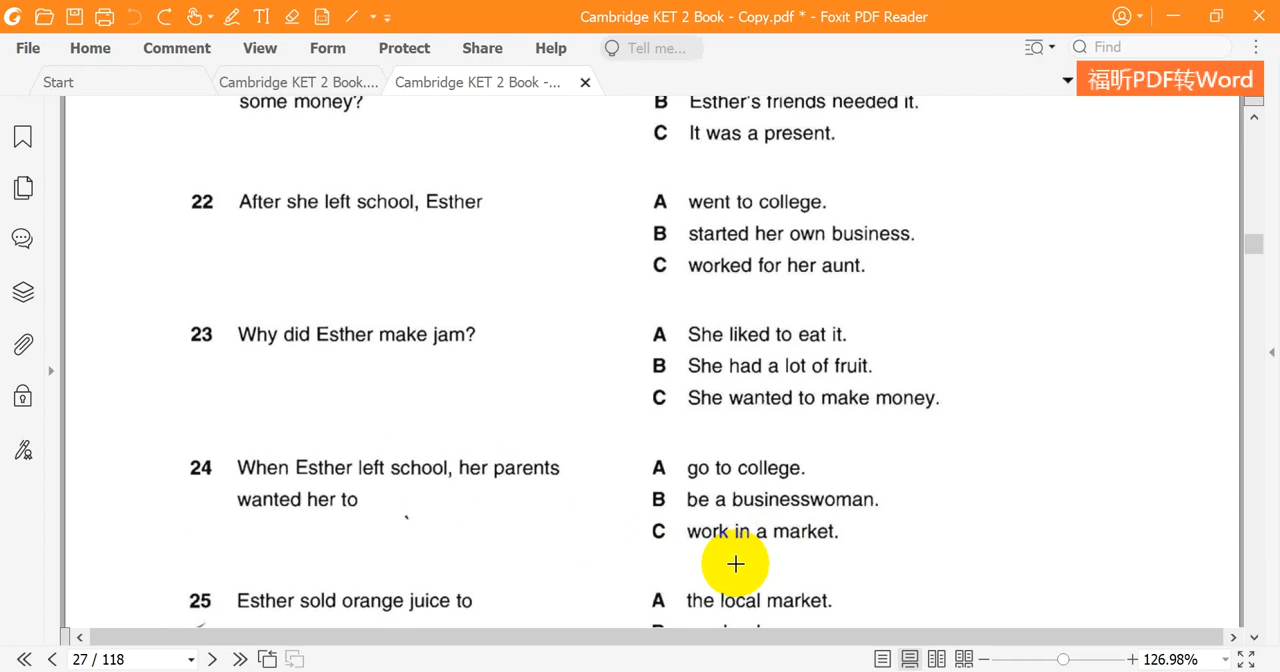 Cambridge KET 2 Book - Copy.pdf * - Foxit PDF Reader
File Home Comment View Form Protect Share Help Tell me... Find
Start Cambridge KET 2 Book.... Cambridge KET 2 Book -... 福昕PDF转Word
some money? B Esther's friends needed it.
C It was a present.
22 After she left school, Esther A went to college.
B started her own business.
C worked for her aunt.
23 Why did Esther make jam? A She liked to eat it.
B She had a lot of fruit.
C She wanted to make money.
24 When Esther left school, her parents A go to college.
wanted her to B be a businesswoman.
C work in a market.
25 Esther sold orange juice to A the local market.
27 / 118 126.98%